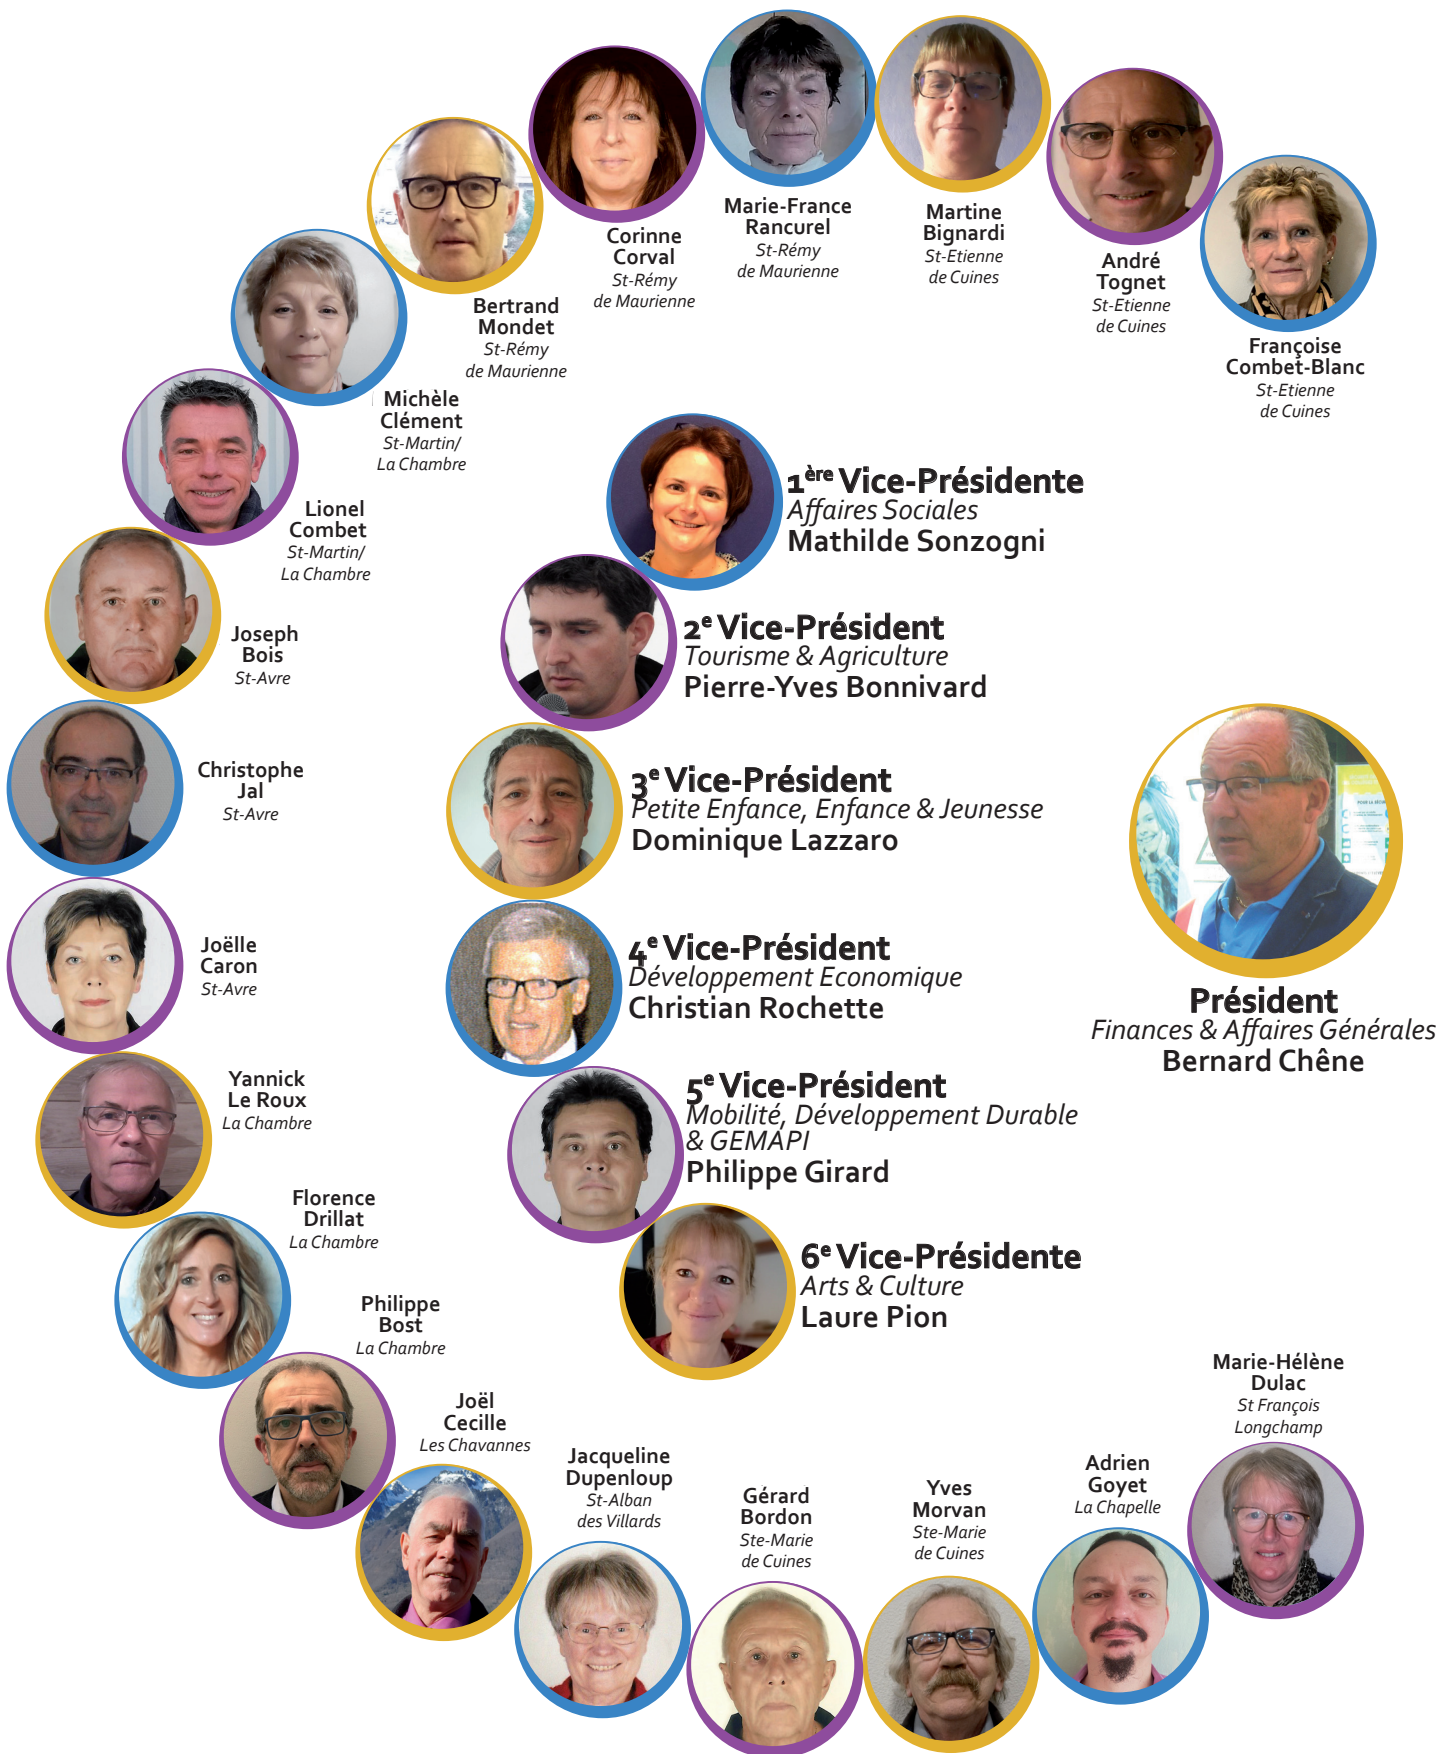 Corinne
Corval
St-Rémy
de Maurienne
Marie-France
Rancurel
St-Rémy
de Maurienne
Martine
Bignardi
St-Etienne
de Cuines
André
Tognet
St-Etienne
de Cuines
Françoise
Combet-Blanc
St-Etienne
de Cuines
Bertrand
Mondet
St-Rémy
de Maurienne
Michèle
Clément
St-Martin/
La Chambre
Lionel
Combet
St-Martin/
La Chambre
Joseph
Bois
St-Avre
Christophe
Jal
St-Avre
Joëlle
Caron
St-Avre
Yannick
Le Roux
La Chambre
Florence
Drillat
La Chambre
Philippe
Bost
La Chambre
Joël
Cecille
Les Chavannes
Jacqueline
Dupenloup
St-Alban
des Villards
Gérard
Bordon
Ste-Marie
de Cuines
Yves
Morvan
Ste-Marie
de Cuines
Adrien
Goyet
La Chapelle
Marie-Hélène
Dulac
St François
Longchamp
1ère Vice-Présidente
Affaires Sociales
Mathilde Sonzogni
2e Vice-Président
Tourisme & Agriculture
Pierre-Yves Bonnivard
3e Vice-Président
Petite Enfance, Enfance & Jeunesse
Dominique Lazzaro
4e Vice-Président
Développement Economique
Christian Rochette
5e Vice-Président
Mobilité, Développement Durable
& GEMAPI
Philippe Girard
6e Vice-Présidente
Arts & Culture
Laure Pion
Président
Finances & Affaires Générales
Bernard Chêne